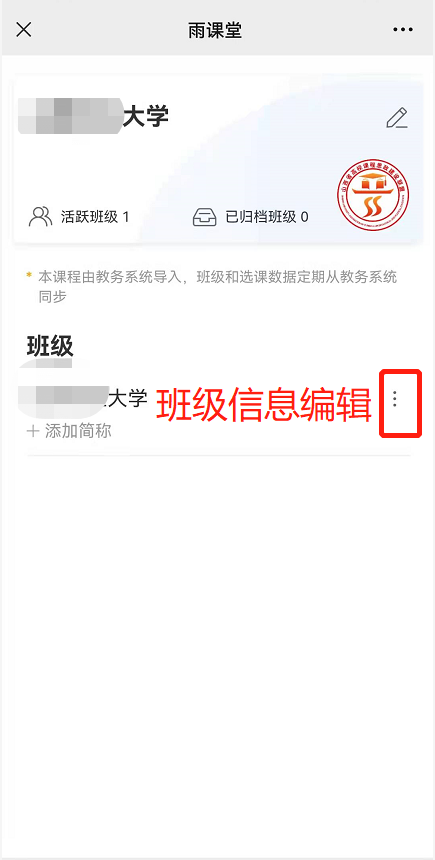 雨课堂
大学
活跃班级 1
已归档班级 0
* 本课程由教务系统导入，班级和选课数据定期从教务系统
同步
班级
大学
班级信息编辑
+ 添加简称